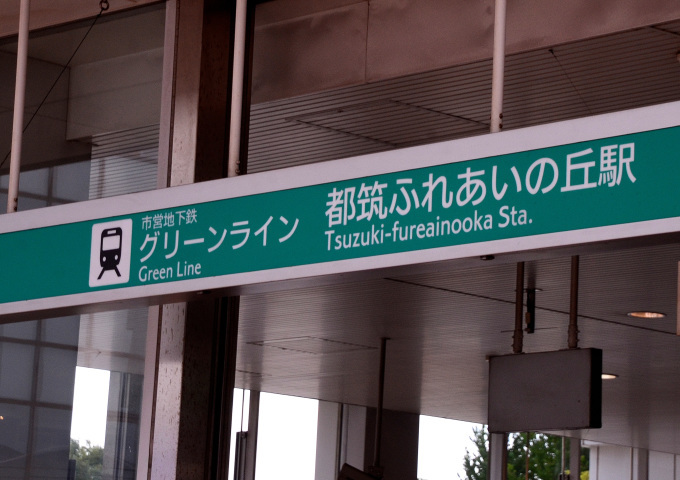 市営地下鉄
グリーンライン
Green Line
都筑ふれあいの丘駅
Tsuzuki-fureainooka Sta.